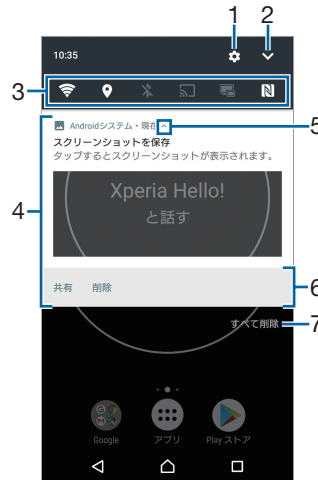 1
2
10:35
3
Androidシステム・現在
5
スクリーンショットを保存
タップするとスクリーンショットが表示されます。
4
Xperia Hello!
と話す
共有 削除
6
すべて削除
7
Google アプリ Play ストア